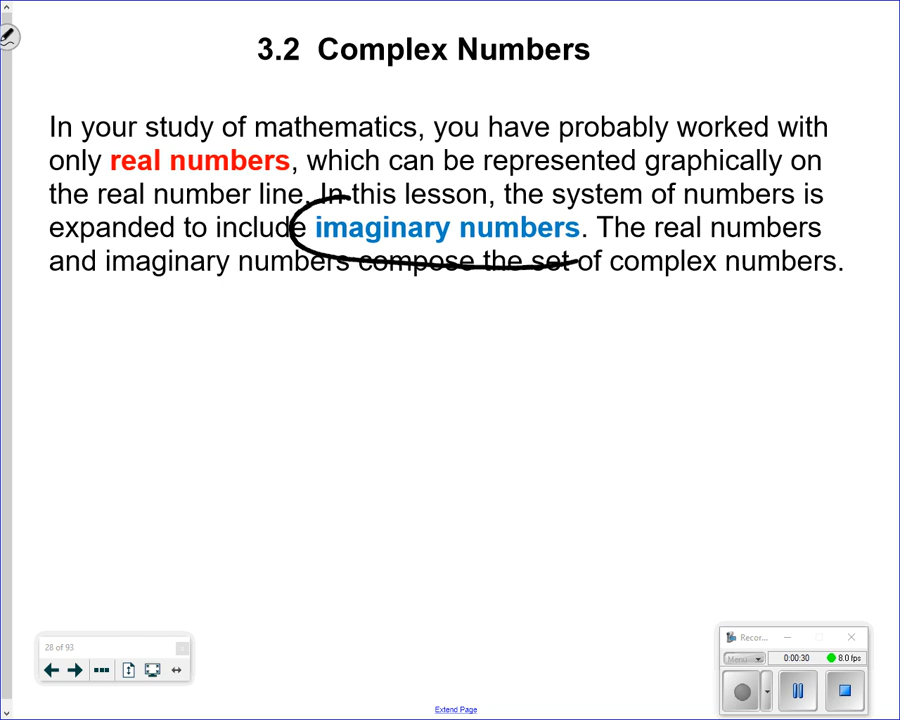 3.2 Complex Numbers
In your study of mathematics, you have probably worked with
only real numbers, which can be represented graphically on
the real number line. In this lesson, the system of numbers is
expanded to include imaginary numbers. The real numbers
and imaginary numbers compose the set of complex numbers.
28 of 93
Recor...
Menu
0:00:30
8.0 fps
Extend Page